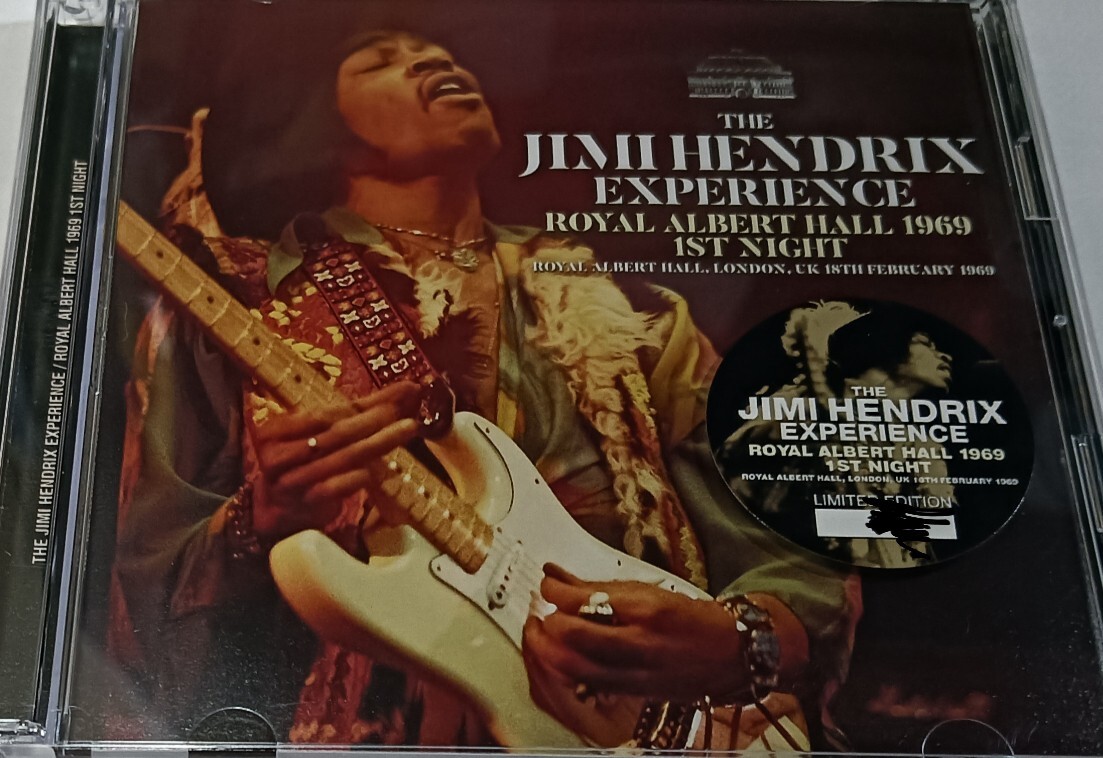 THE JIMI HENDRIX EXPERIENCE / ROYAL ALBERT HALL 1969 1ST NIGHT
THE
JIMI HENDRIX
EXPERIENCE
ROYAL ALBERT HALL 1969
1ST NIGHT
ROYAL ALBERT HALL, LONDON, UK 18TH FEBRUARY 1969
THE
JIMI HENDRIX
EXPERIENCE
ROYAL ALBERT HALL 1969
1ST NIGHT
ROYAL ALBERT HALL, LONDON, UK 18TH FEBRUARY 1969
LIMITED EDITION